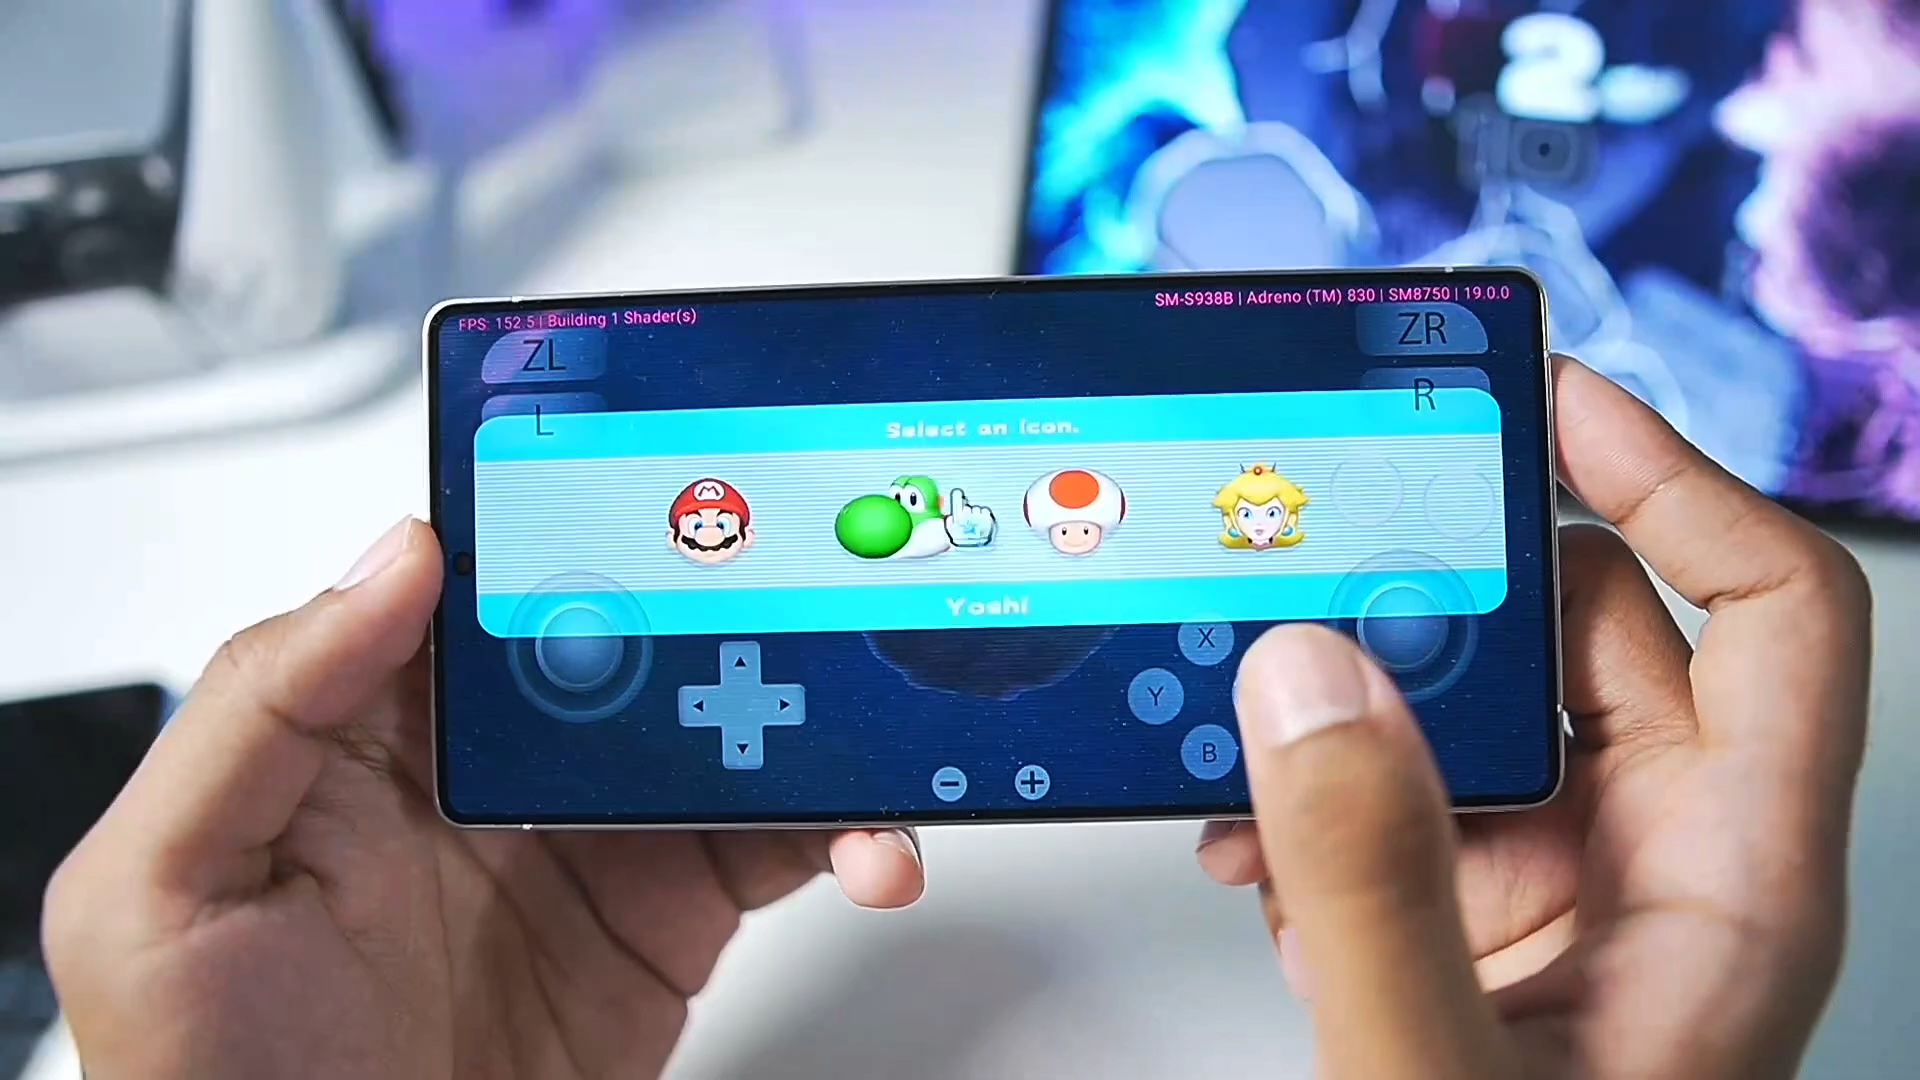 2
FPS: 152.5 | Building 1 Shader(s)
SM-S938B | Adreno (TM) 830 | SM8750 | 19.0.0
ZL
ZR
L
R
Select an icon.
M
Yoshi
X
Y
B